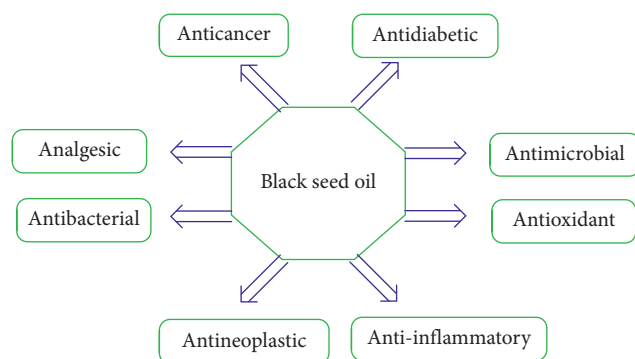 Anticancer
Antidiabetic
Analgesic
Black seed oil
Antimicrobial
Antibacterial
Antioxidant
Antineoplastic
Anti-inflammatory